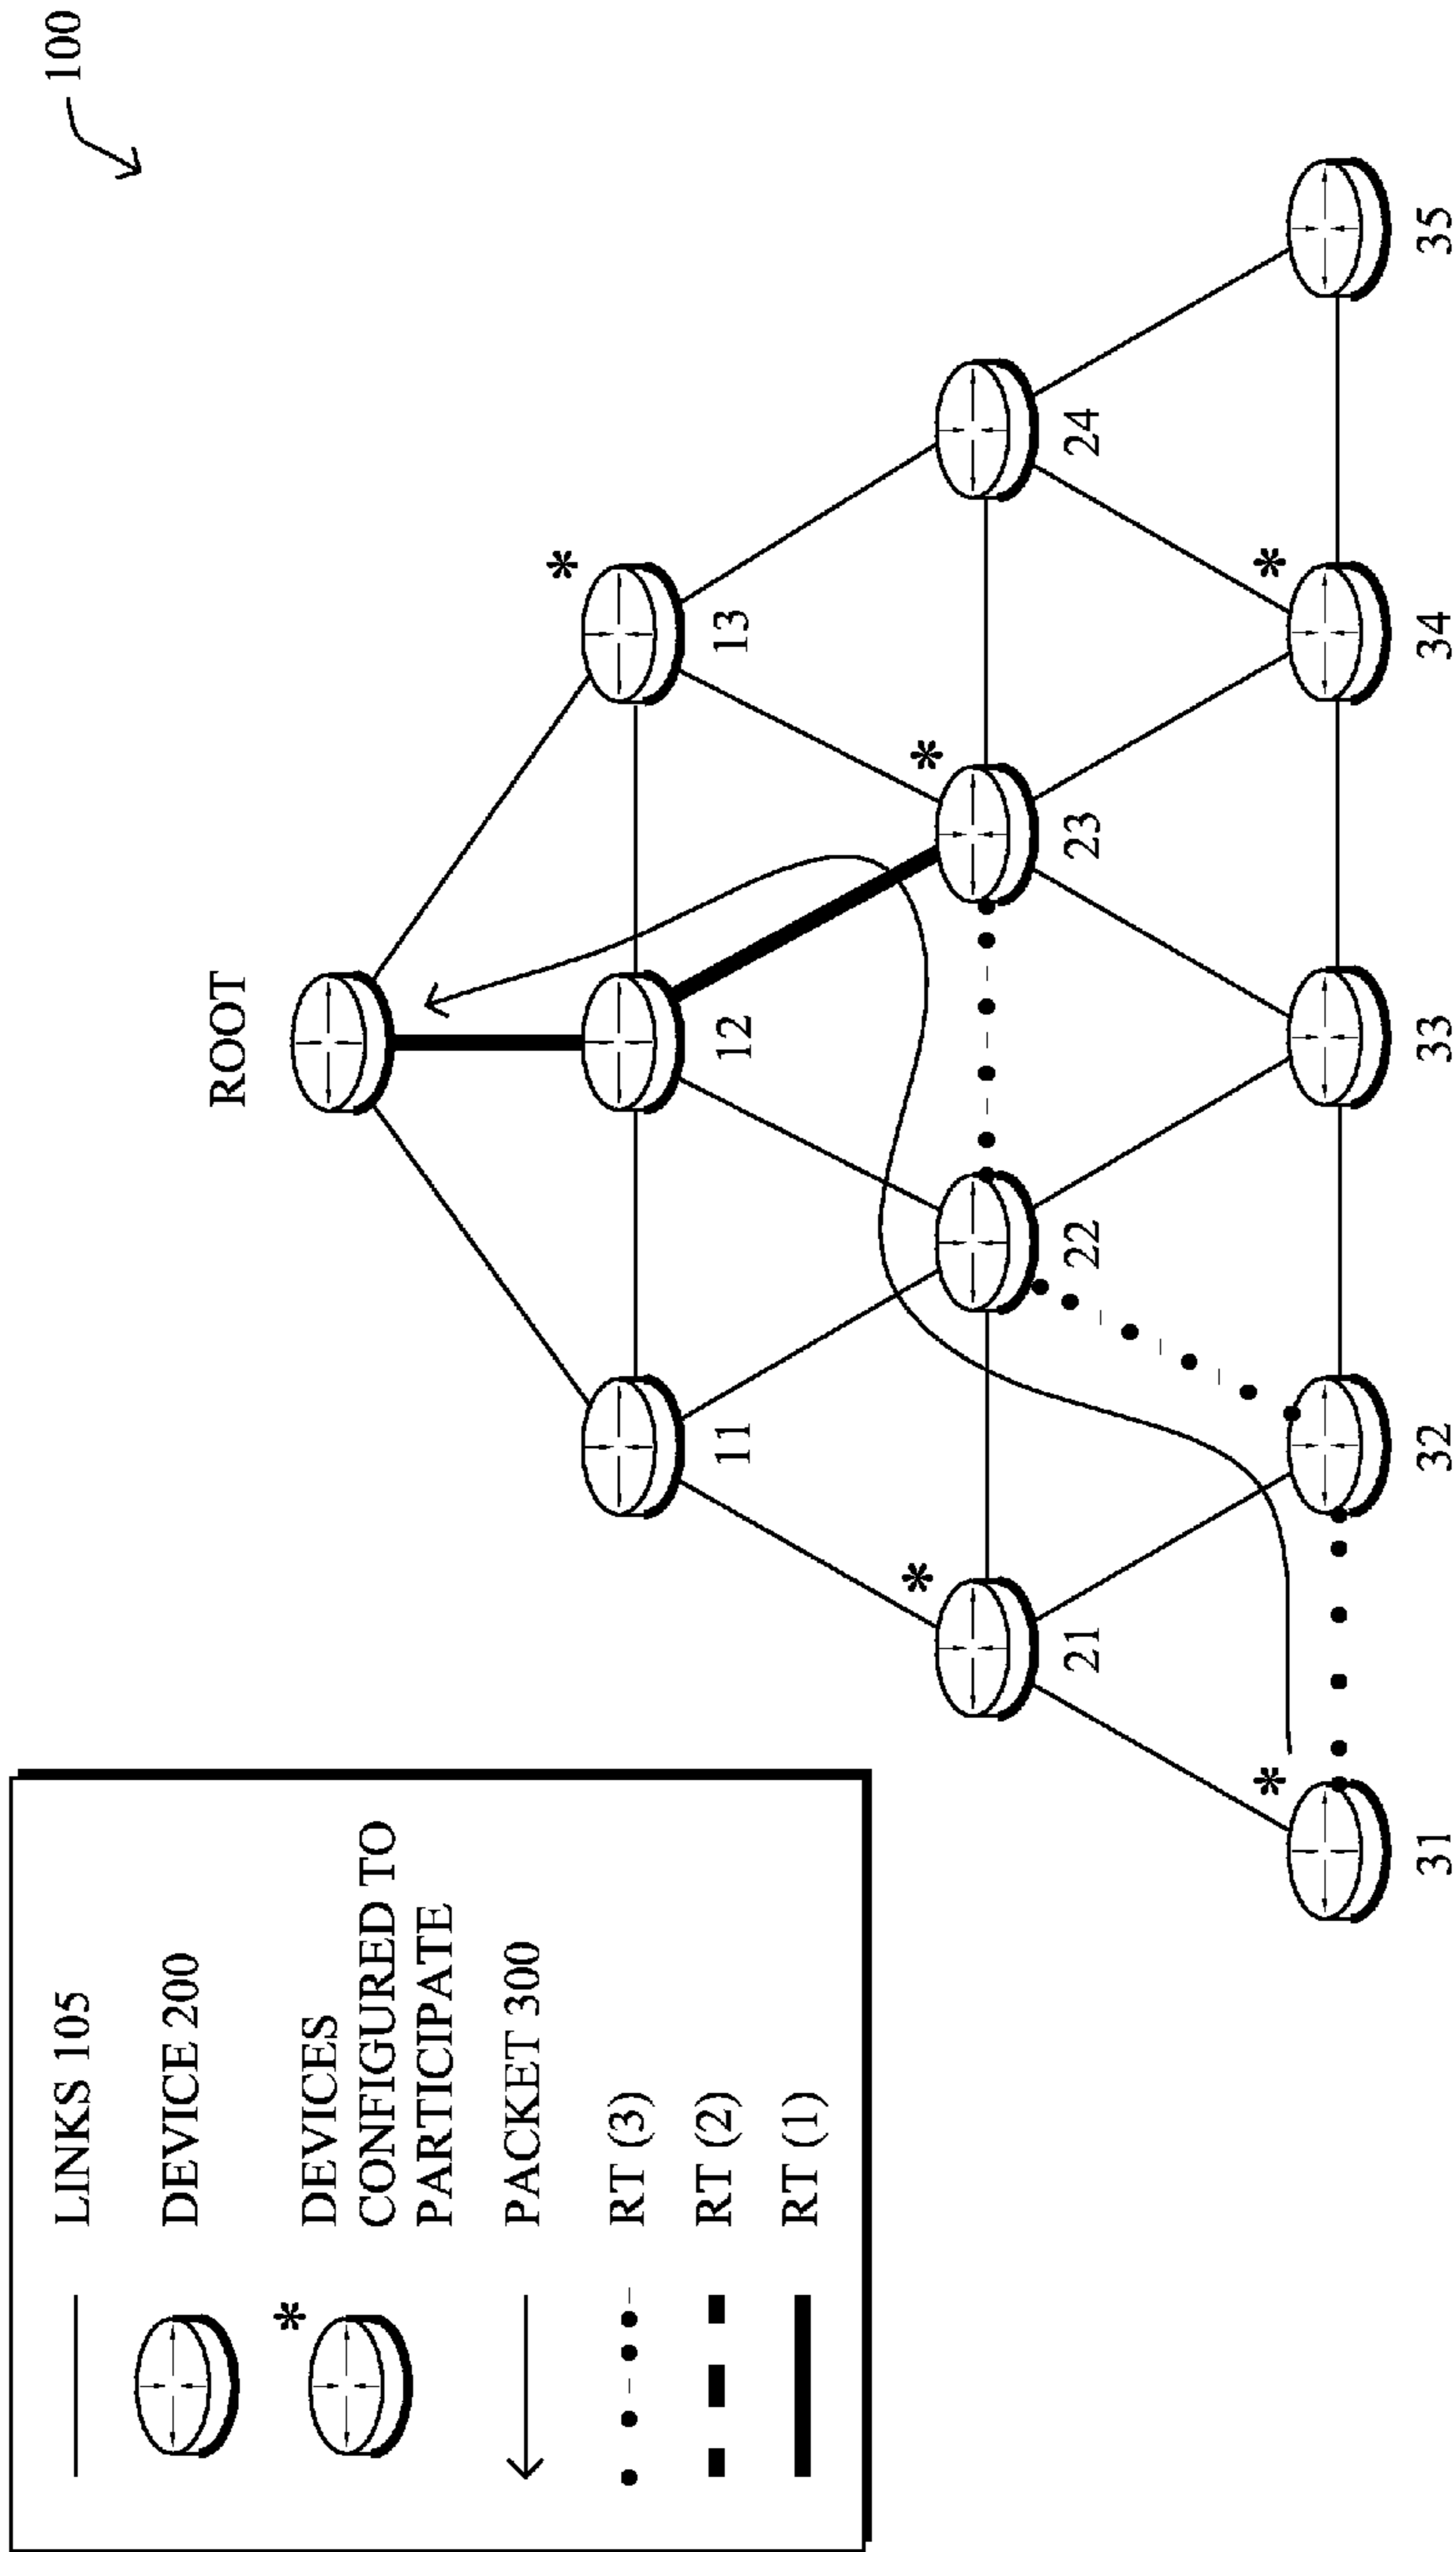 100
LINKS 105
DEVICE 200
*
DEVICES
CONFIGURED TO
PARTICIPATE
PACKET 300
RT (3)
RT (2)
RT (1)
ROOT
11
12
13
*
21
*
22
23
*
24
31
*
32
33
34
*
35